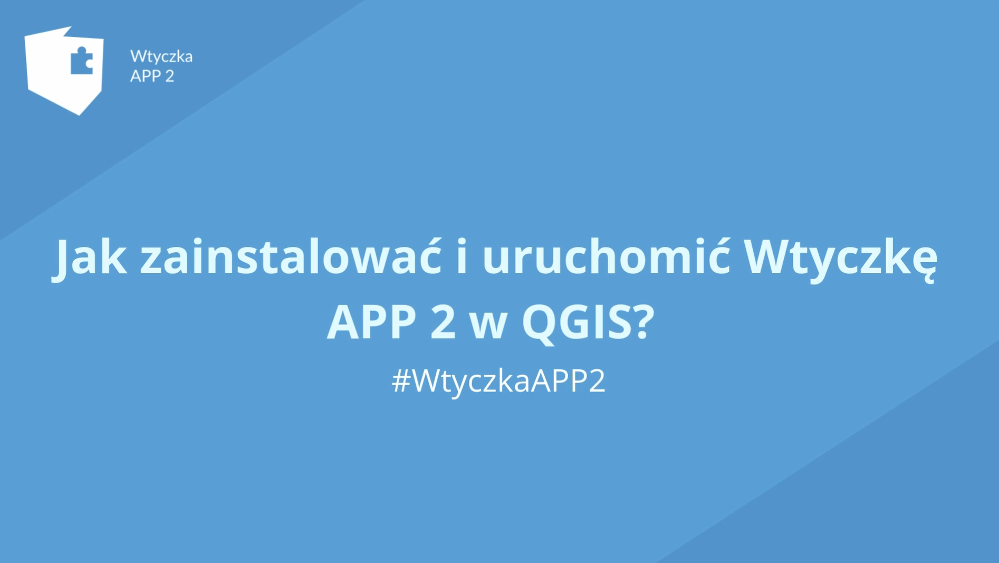 Wtyczka
APP 2
Jak zainstalować i uruchomić Wtyczkę
APP 2 w QGIS?
#WtyczkaAPP2